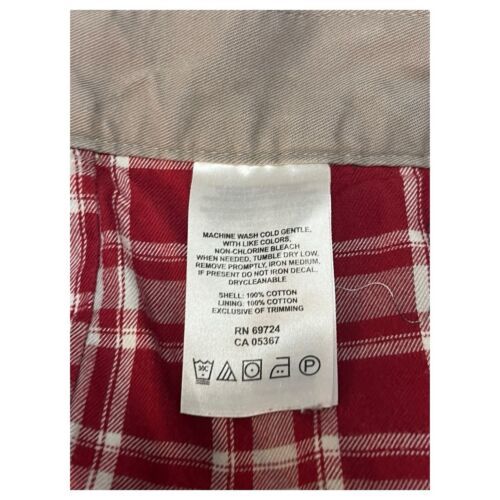 MACHINE WASH COLD GENTLE,
WITH LIKE COLORS,
NON-CHLORINE BLEACH
WHEN NEEDED, TUMBLE DRY LOW,
REMOVE PROMPTLY, IRON MEDIUM,
IF PRESENT DO NOT IRON DECAL,
DRYCLEANABLE
SHELL: 100% COTTON
LINING: 100% COTTON
EXCLUSIVE OF TRIMMING
RN 69724
CA 05367
30C P